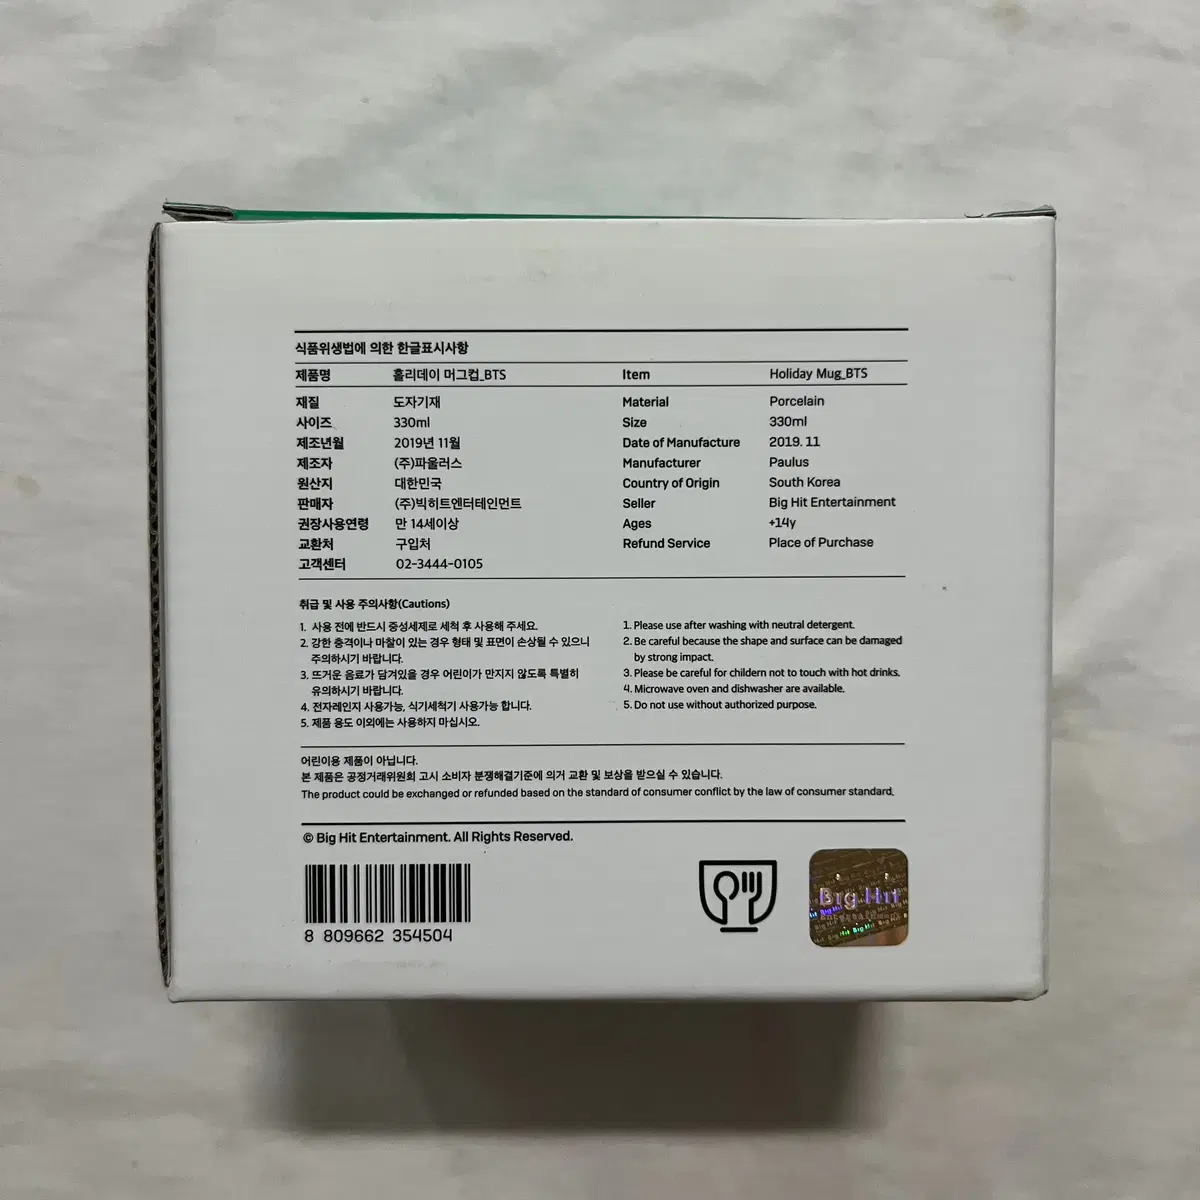 식품위생법에 의한 한글표시사항
제품명 홀리데이 머그컵_BTS Item Holiday Mug_BTS
재질 도자기재 Material Porcelain
사이즈 330ml Size 330ml
제조년월 2019년 11월 Date of Manufacture 2019. 11
제조자 (주)파울러스 Manufacturer Paulus
원산지 대한민국 Country of Origin South Korea
판매자 (주)빅히트엔터테인먼트 Seller Big Hit Entertainment
권장사용연령 만 14세이상 Ages +14y
교환처 구입처 Refund Service Place of Purchase
고객센터 02-3444-0105
취급 및 사용 주의사항(Cautions)
1. 사용 전에 반드시 중성세제로 세척 후 사용해 주세요.
2. 강한 충격이나 마찰이 있는 경우 형태 및 표면이 손상될 수 있으니
주의하시기 바랍니다.
3. 뜨거운 음료가 담겨있을 경우 어린이가 만지지 않도록 특별히
유의하시기 바랍니다.
4. 전자레인지 사용가능, 식기세척기 사용가능 합니다.
5. 제품 용도 이외에는 사용하지 마십시오.
1. Please use after washing with neutral detergent.
2. Be careful because the shape and surface can be damaged
by strong impact.
3. Please be careful for childern not to touch with hot drinks.
4. Microwave oven and dishwasher are available.
5. Do not use without authorized purpose.
어린이용 제품이 아닙니다.
본 제품은 공정거래위원회 고시 소비자 분쟁해결기준에 의거 교환 및 보상을 받으실 수 있습니다.
The product could be exchanged or refunded based on the standard of consumer conflict by the law of consumer standard.
© Big Hit Entertainment. All Rights Reserved.
8 809662 354504
Big Hit
Entertainment